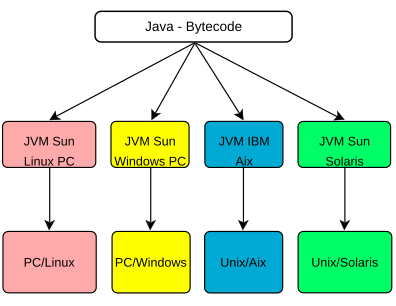 Java - Bytecode
JVM Sun
Linux PC
JVM Sun
Windows PC
JVM IBM
Aix
JVM Sun
Solaris
PC/Linux
PC/Windows
Unix/Aix
Unix/Solaris